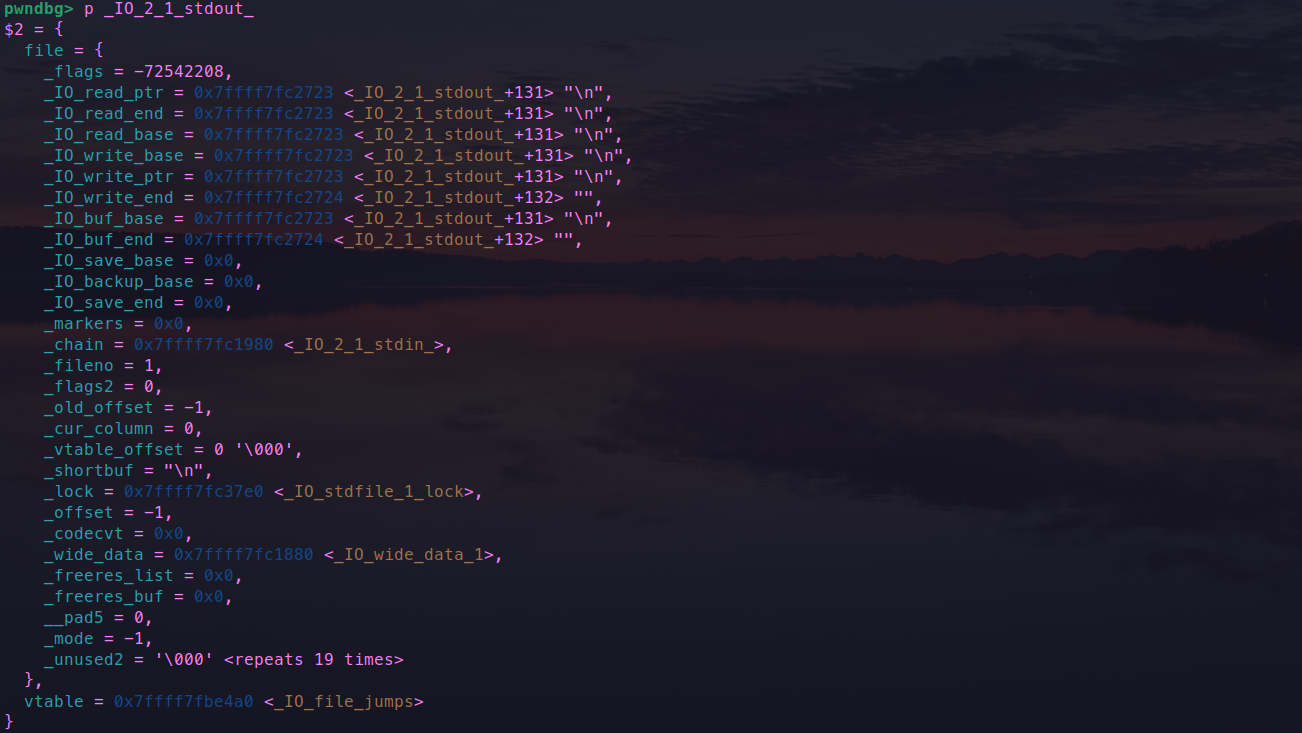 pwndbg> p _IO_2_1_stdout_
$2 = {
  file = {
    _flags = -72542208,
    _IO_read_ptr = 0x7ffff7fc2723 <_IO_2_1_stdout_+131> "\n",
    _IO_read_end = 0x7ffff7fc2723 <_IO_2_1_stdout_+131> "\n",
    _IO_read_base = 0x7ffff7fc2723 <_IO_2_1_stdout_+131> "\n",
    _IO_write_base = 0x7ffff7fc2723 <_IO_2_1_stdout_+131> "\n",
    _IO_write_ptr = 0x7ffff7fc2723 <_IO_2_1_stdout_+131> "\n",
    _IO_write_end = 0x7ffff7fc2724 <_IO_2_1_stdout_+132> "",
    _IO_buf_base = 0x7ffff7fc2723 <_IO_2_1_stdout_+131> "\n",
    _IO_buf_end = 0x7ffff7fc2724 <_IO_2_1_stdout_+132> "",
    _IO_save_base = 0x0,
    _IO_backup_base = 0x0,
    _IO_save_end = 0x0,
    _markers = 0x0,
    _chain = 0x7ffff7fc1980 <_IO_2_1_stdin_>,
    _fileno = 1,
    _flags2 = 0,
    _old_offset = -1,
    _cur_column = 0,
    _vtable_offset = 0 '\000',
    _shortbuf = "\n",
    _lock = 0x7ffff7fc37e0 <_IO_stdfile_1_lock>,
    _offset = -1,
    _codecvt = 0x0,
    _wide_data = 0x7ffff7fc1880 <_IO_wide_data_1>,
    _freeres_list = 0x0,
    _freeres_buf = 0x0,
    __pad5 = 0,
    _mode = -1,
    _unused2 = '\000' <repeats 19 times>
  },
  vtable = 0x7ffff7fbe4a0 <_IO_file_jumps>
}